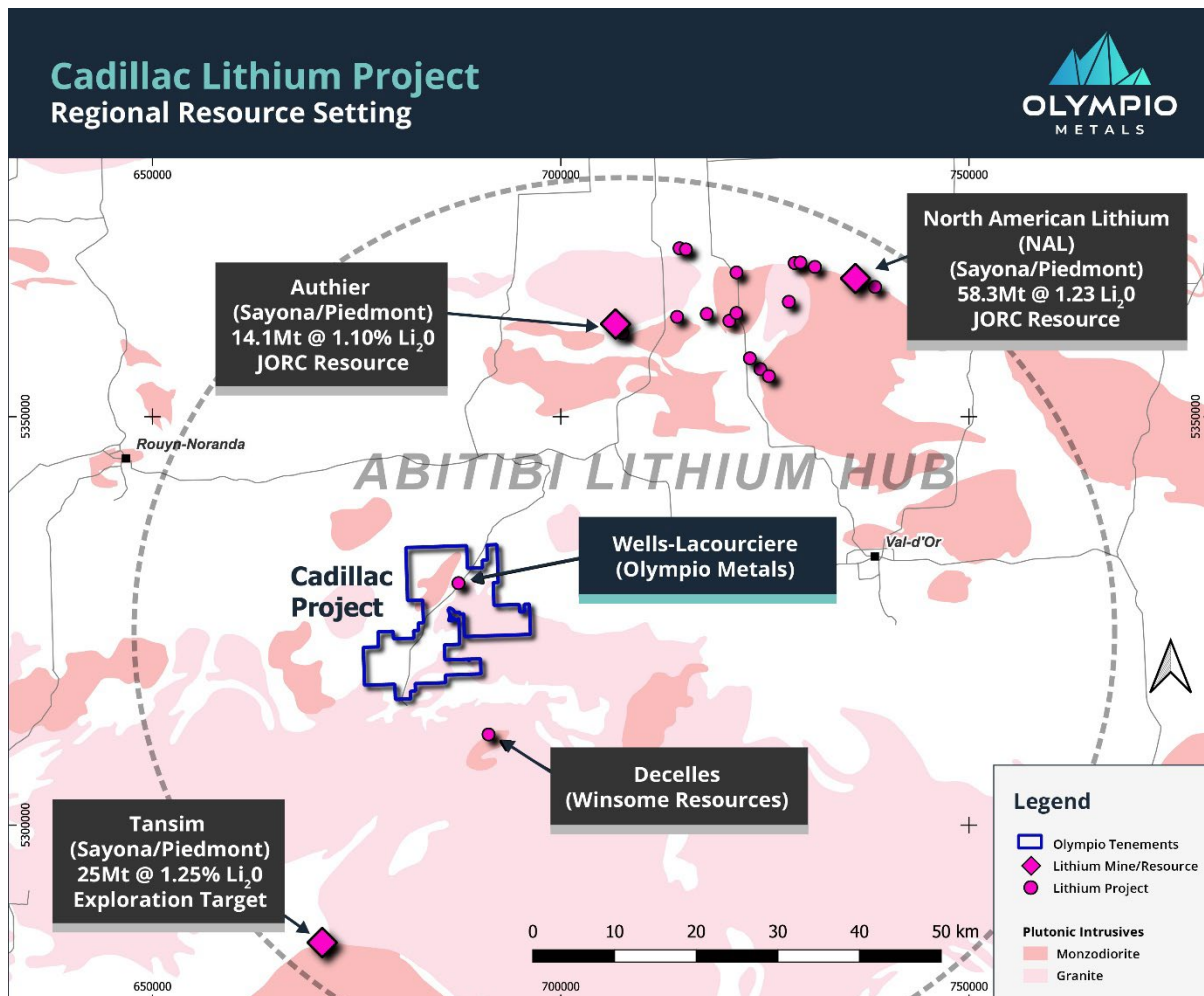 Cadillac Lithium Project
Regional Resource Setting
OLYMPIO
METALS
650000
700000
750000
North American Lithium
(NAL)
(Sayona/Piedmont)
58.3Mt @ 1.23 Li₂0
JORC Resource
Authier
(Sayona/Piedmont)
14.1Mt @ 1.10% Li₂0
JORC Resource
5350000
5350000
Rouyn-Noranda
ABITIBI LITHIUM HUB
Wells-Lacourciere
(Olympio Metals)
Val-d'Or
Cadillac
Project
Decelles
(Winsome Resources)
5300000
5300000
Tansim
(Sayona/Piedmont)
25Mt @ 1.25% Li₂0
Exploration Target
0 10 20 30 40 50 km
Legend
Olympio Tenements
Lithium Mine/Resource
Lithium Project
Plutonic Intrusives
Monzodiorite
Granite
650000
700000
750000